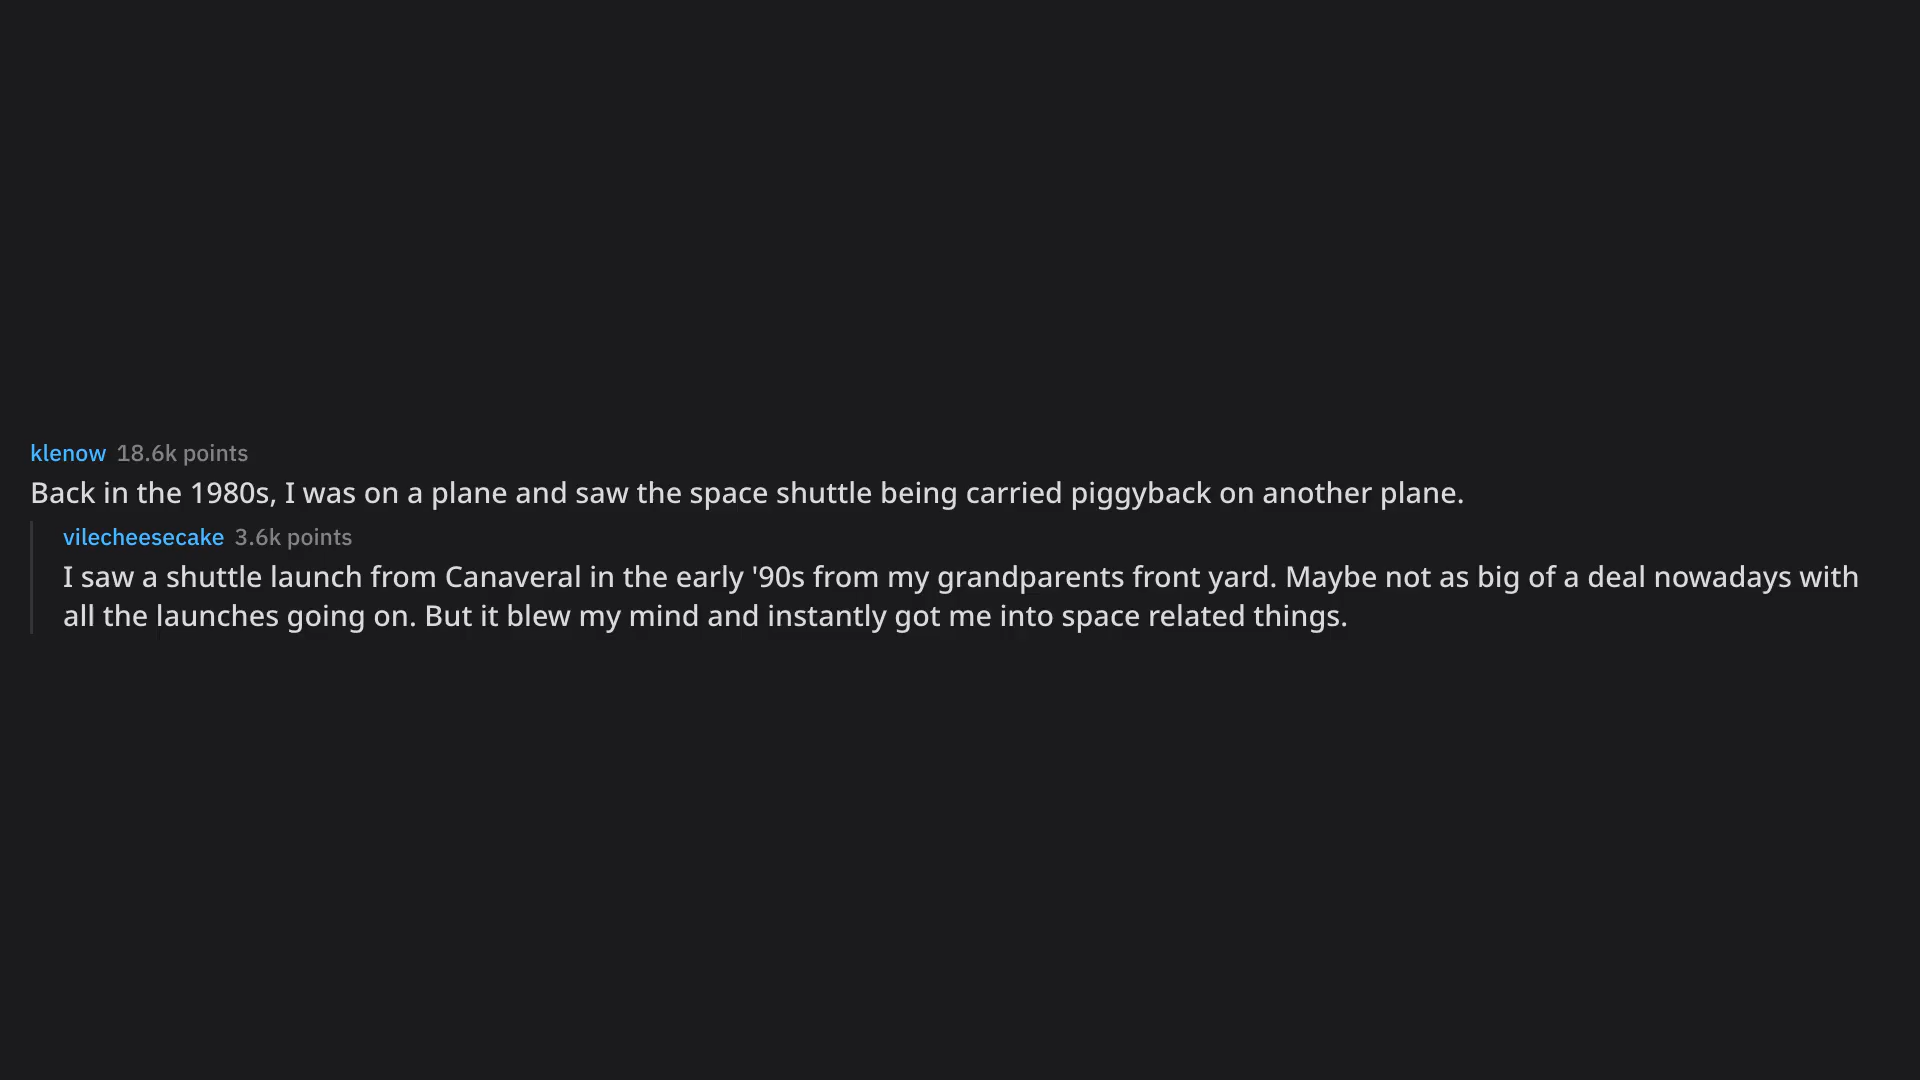 klenow 18.6k points
Back in the 1980s, I was on a plane and saw the space shuttle being carried piggyback on another plane.
vilecheesecake 3.6k points
I saw a shuttle launch from Canaveral in the early '90s from my grandparents front yard. Maybe not as big of a deal nowadays with
all the launches going on. But it blew my mind and instantly got me into space related things.